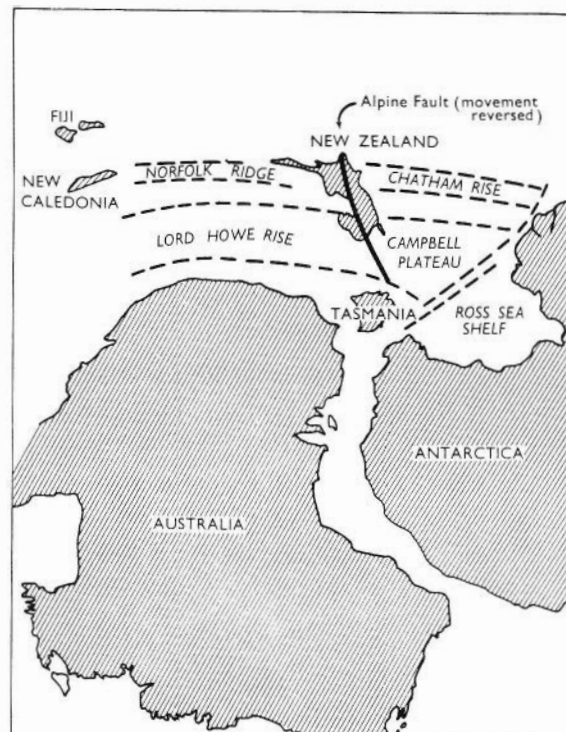 Alpine Fault (movement
reversed)
FIJI
NEW ZEALAND
NORFOLK RIDGE
CHATHAM RISE
NEW
CALEDONIA
LORD HOWE RISE
CAMPBELL
PLATEAU
TASMANIA
ROSS SEA
SHELF
ANTARCTICA
AUSTRALIA